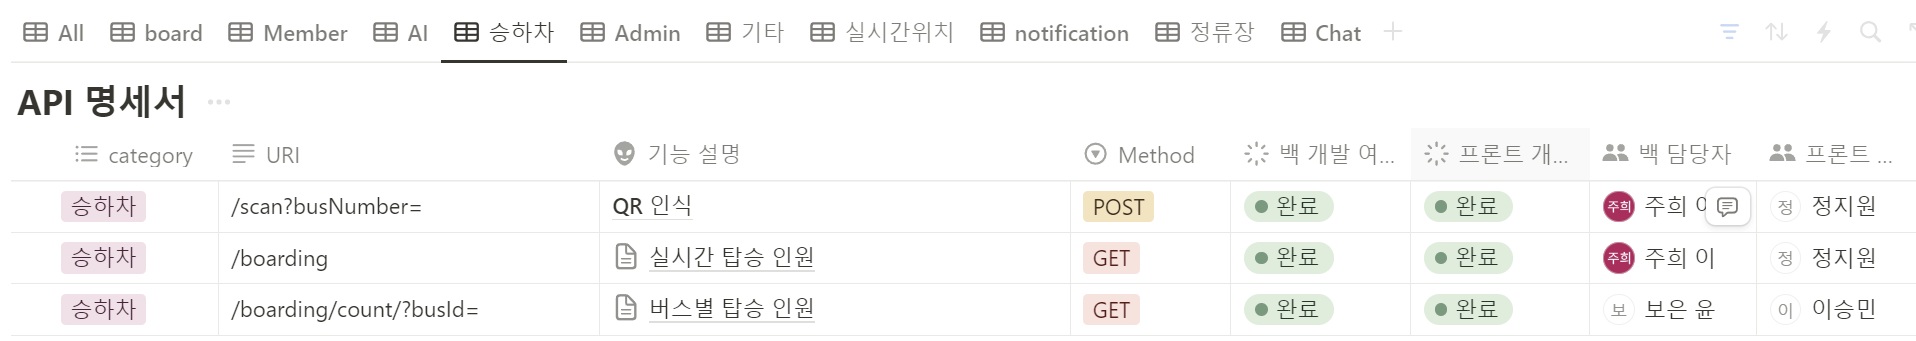 All board Member AI 승하차 Admin 기타 실시간위치 notification 정류장 Chat
API 명세서
category URI 기능 설명 Method 백 개발 여... 프론트 개... 백 담당자 프론트 ...
승하차 /scan?busNumber= QR 인식 POST 완료 완료 주희 주희 정 정지원
승하차 /boarding 실시간 탑승 인원 GET 완료 완료 주희 주희 이 정 정지원
승하차 /boarding/count/?busId= 버스별 탑승 인원 GET 완료 완료 보 보은 윤 이 이승민